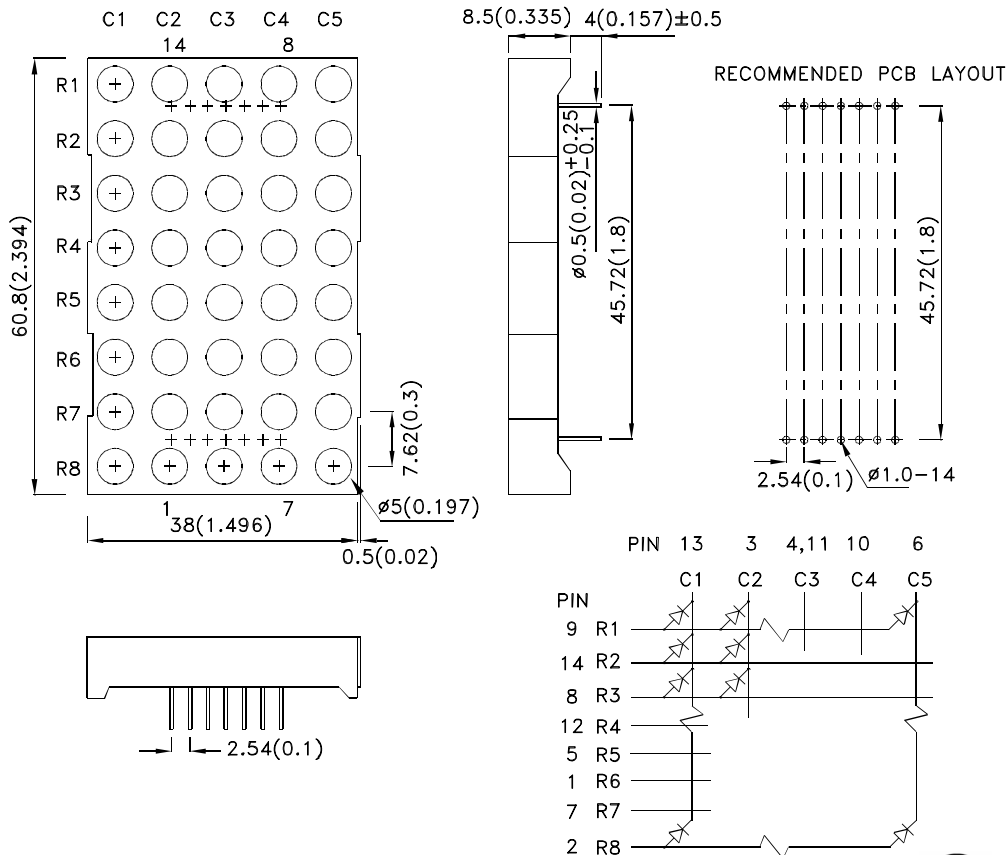 C1 C2 C3 C4 C5
14 8
R1
R2
R3
R4
R5
R6
R7
R8
60.8(2.394)
7.62(0.3)
1 7
ø5(0.197)
38(1.496)
0.5(0.02)
8.5(0.335) 4(0.157)±0.5
ø0.5(0.02)+0.25 -0.1
45.72(1.8)
RECOMMENDED PCB LAYOUT
45.72(1.8)
2.54(0.1)
ø1.0-14
2.54(0.1)
PIN 13 3 4,11 10 6
C1 C2 C3 C4 C5
PIN
9 R1
14 R2
8 R3
12 R4
5 R5
1 R6
7 R7
2 R8